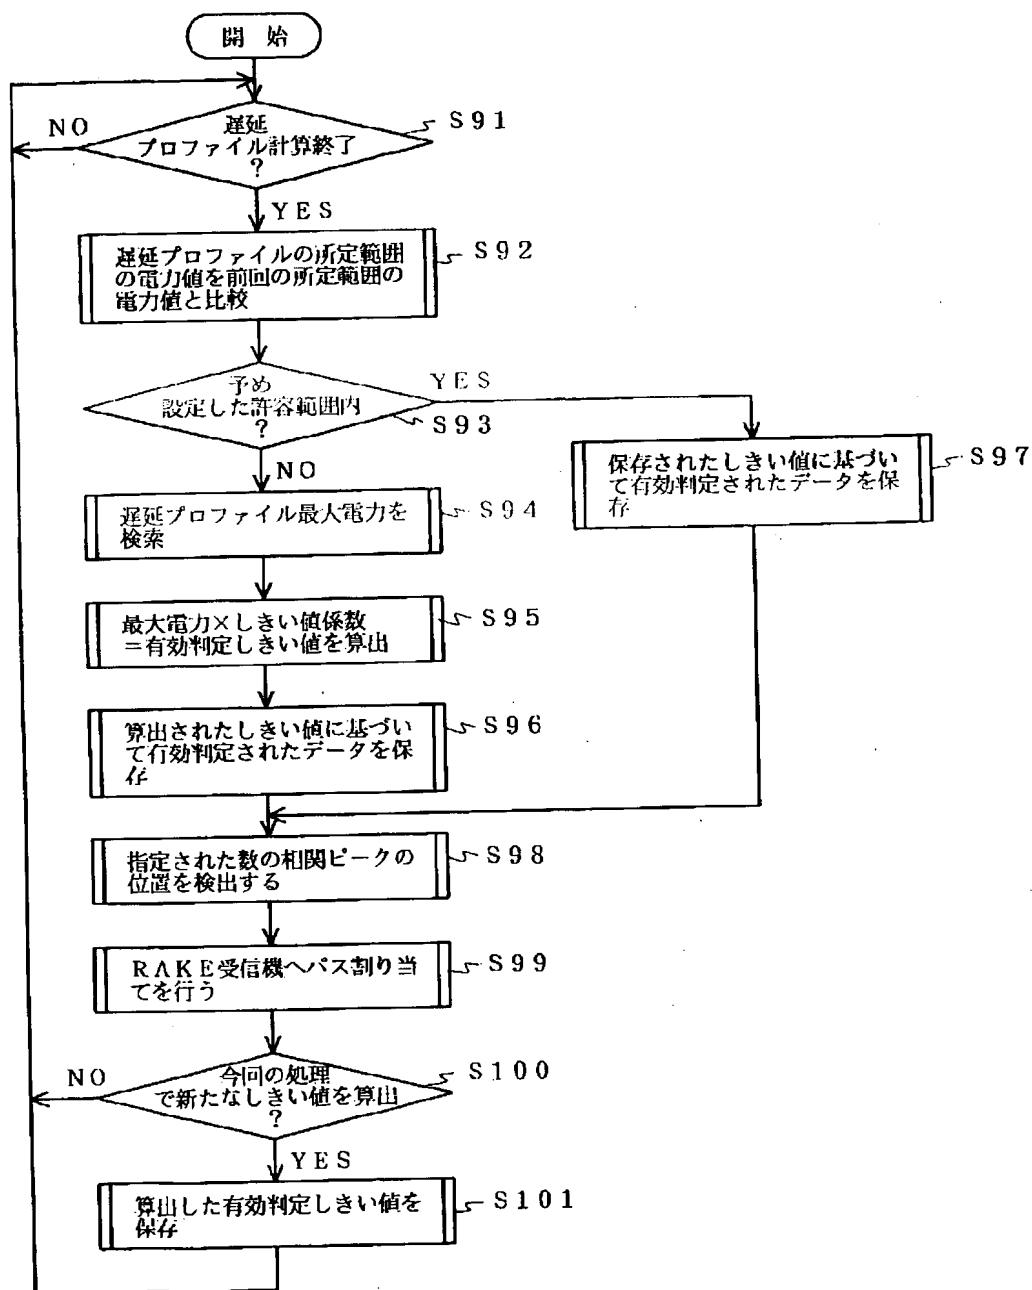 開 始
NO
遅延
プロファイル計算終了
?
S91
YES
遅延プロファイルの所定範囲
の電力値を前回の所定範囲の
電力値と比較
S92
予め
設定した許容範囲内
?
YES
S93
NO
保存されたしきい値に基づい
て有効判定されたデータを保
存
S97
遅延プロファイル最大電力を
検索
S94
最大電力×しきい値係数
=有効判定しきい値を算出
S95
算出されたしきい値に基づい
て有効判定されたデータを保
存
S96
指定された数の相関ピークの
位置を検出する
S98
RAKE受信機へパス割り当
てを行う
S99
NO
今回の処理
で新たなしきい値を算出
?
S100
YES
算出した有効判定しきい値を
保存
S101